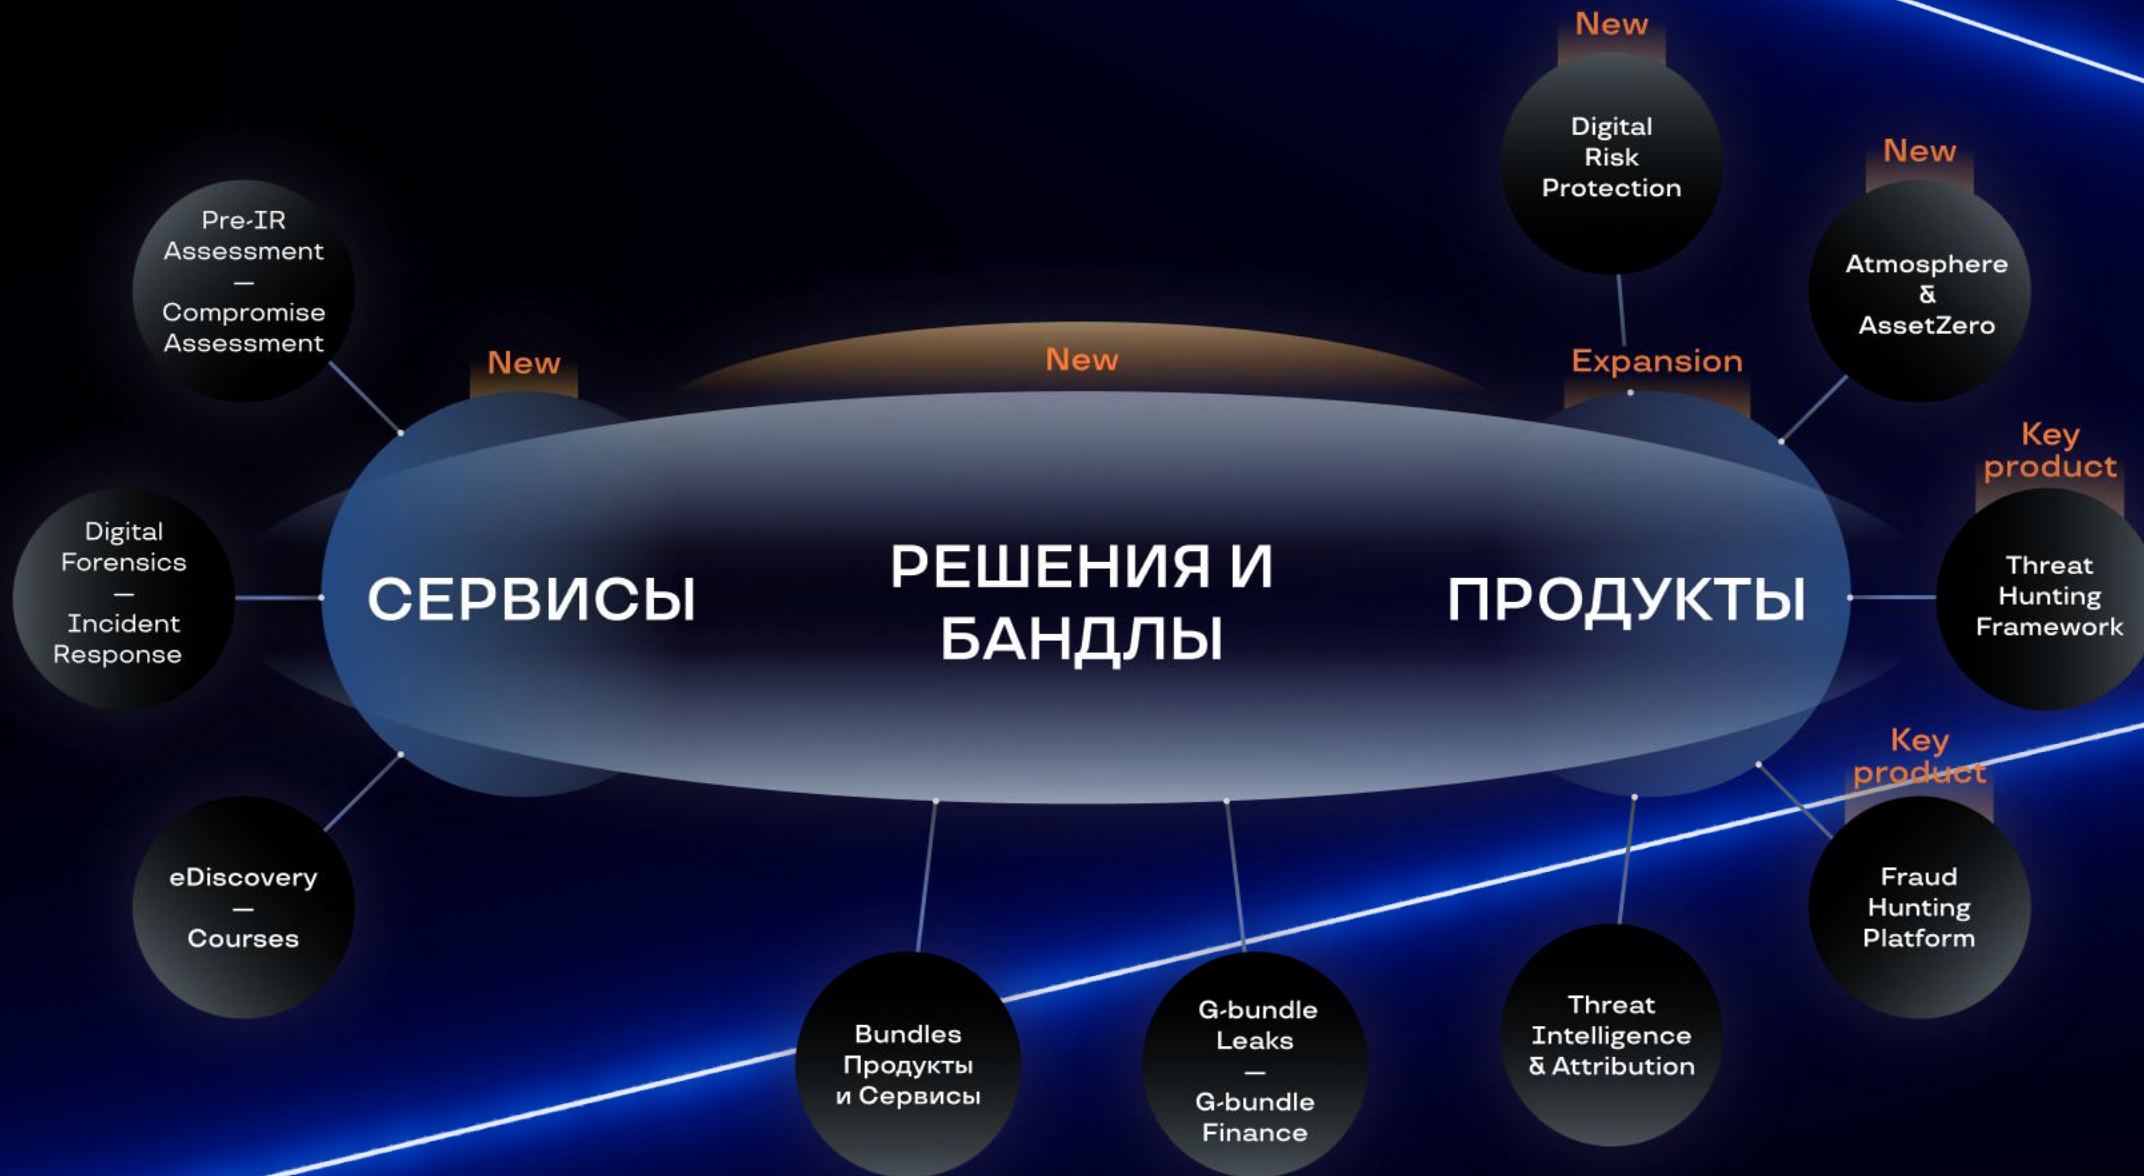 New
Digital
Risk
Protection
New
Atmosphere
&
AssetZero
Pre-IR
Assessment
—
Compromise
Assessment
New
New
Expansion
Key
product
Threat
Hunting
Framework
Digital
Forensics
—
Incident
Response
СЕРВИСЫ
РЕШЕНИЯ И
БАНДЛЫ
ПРОДУКТЫ
Key
product
Fraud
Hunting
Platform
eDiscovery
—
Courses
Bundles
Продукты
и Сервисы
G-bundle
Leaks
—
G-bundle
Finance
Threat
Intelligence
& Attribution